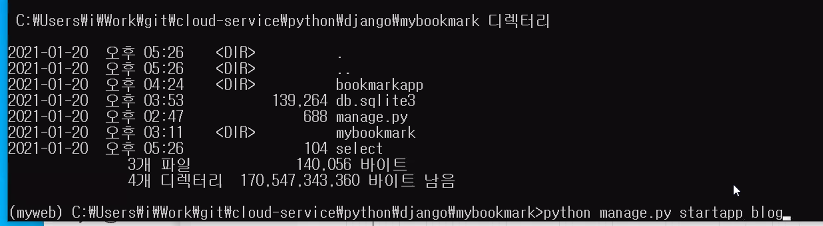 C:₩Users₩i₩Work₩git₩cloud-service₩python₩django₩mybookmark 디렉터리
2021-01-20 오후 05:26 <DIR> .
2021-01-20 오후 05:26 <DIR> ..
2021-01-20 오후 04:24 <DIR> bookmarkapp
2021-01-20 오후 03:53 139,264 db.sqlite3
2021-01-20 오후 02:47 688 manage.py
2021-01-20 오후 03:11 <DIR> mybookmark
2021-01-20 오후 05:26 104 select
3개 파일 140,056 바이트
4개 디렉터리 170,547,343,360 바이트 남음
(myweb) C:₩Users₩i₩Work₩git₩cloud-service₩python₩django₩mybookmark>python manage.py startapp blog